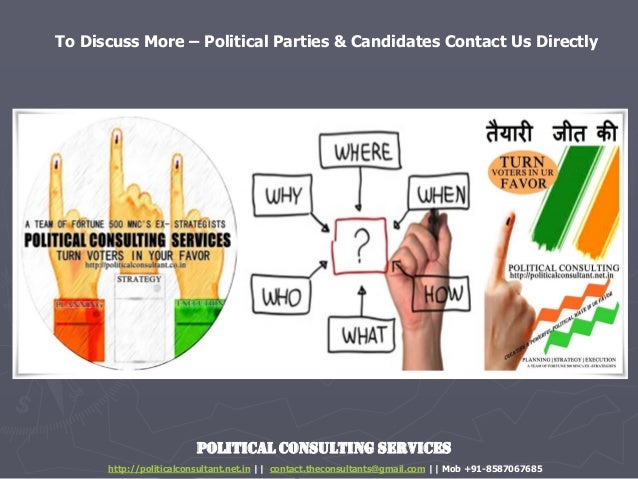 To Discuss More – Political Parties & Candidates Contact Us Directly
A TEAM OF FORTUNE 500 MNC'S EX- STRATEGISTS
POLITICAL CONSULTING SERVICES
TURN VOTERS IN YOUR FAVOR
http://politicalconsultant.co.in
STRATEGY
PLANNING
EXECUTION
WHERE
WHY
WHEN
?
WHO
HOW
WHAT
तैयारी जीत की
TURN
VOTERS IN UR
FAVOR
POLITICAL CONSULTING
http://politicalconsultant.net.in
CREATING A POWERFUL POLITICAL WAVE IN UR FAVOR
PLANNING | STRATEGY | EXECUTION
A TEAM OF FORTUNE 500 MNCs EX-STRATEGISTS
POLITICAL CONSULTING SERVICES
http://politicalconsultant.net.in || contact.theconsultants@gmail.com || Mob +91-8587067685